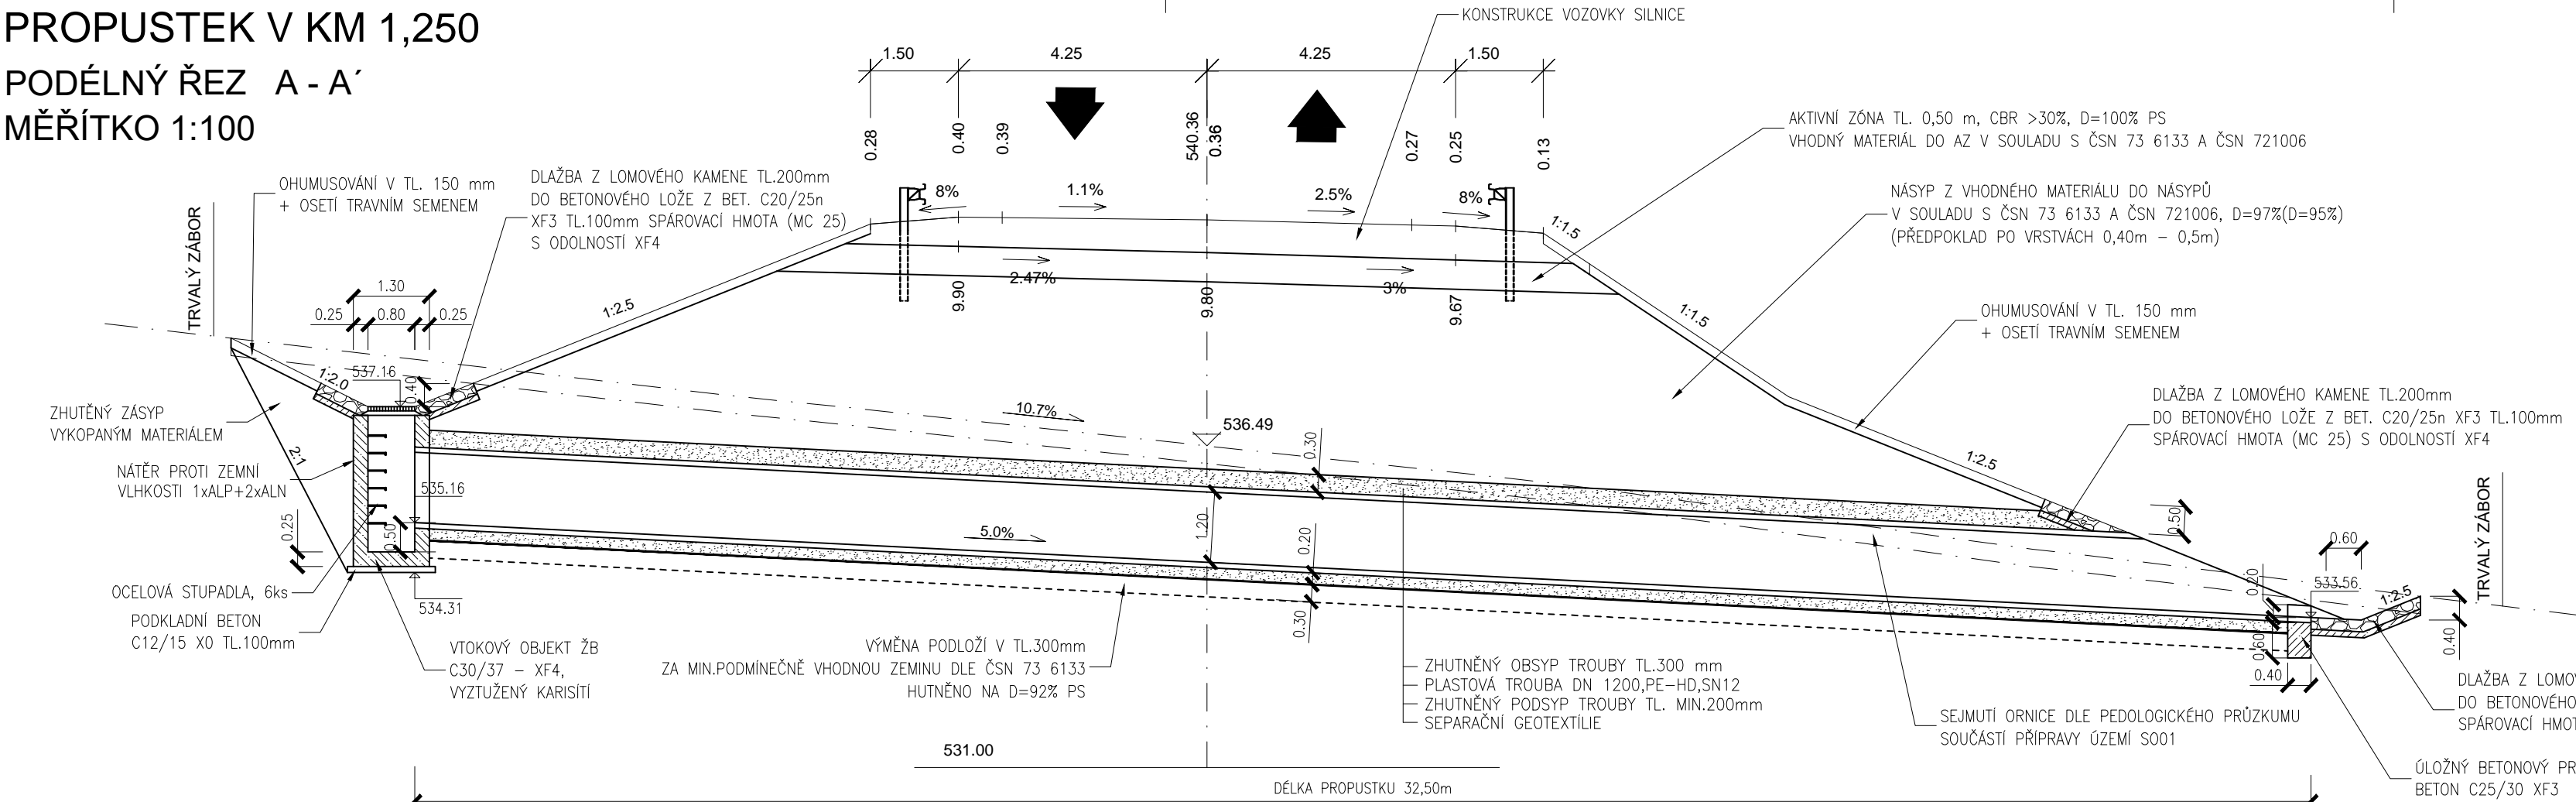 PROPUSTEK V KM 1,250
PODÉLNÝ ŘEZ A - A´
MĚŘÍTKO 1:100
KONSTRUKCE VOZOVKY SILNICE
1.50
4.25
4.25
1.50
0.28
0.40
0.39
540.36
0.36
0.27
0.25
0.13
AKTIVNÍ ZÓNA TL. 0,50 m, CBR >30%, D=100% PS
VHODNÝ MATERIÁL DO AZ V SOULADU S ČSN 73 6133 A ČSN 721006
NÁSYP Z VHODNÉHO MATERIÁLU DO NÁSYPŮ
V SOULADU S ČSN 73 6133 A ČSN 721006, D=97%(D=95%)
(PŘEDPOKLAD PO VRSTVÁCH 0,40m – 0,5m)
OHUMUSOVÁNÍ V TL. 150 mm
+ OSETÍ TRAVNÍM SEMENEM
DLAŽBA Z LOMOVÉHO KAMENE TL.200mm
DO BETONOVÉHO LOŽE Z BET. C20/25n
XF3 TL.100mm SPÁROVACÍ HMOTA (MC 25)
S ODOLNOSTÍ XF4
TRVALÝ ZÁBOR
8%
1.1%
2.5%
8%
1:1.5
2.47%
3%
9.90
9.80
9.67
1:2.5
1:1.5
1.30
0.25
0.80
0.25
OHUMUSOVÁNÍ V TL. 150 mm
+ OSETÍ TRAVNÍM SEMENEM
1:2.0
537.16
0.40
DLAŽBA Z LOMOVÉHO KAMENE TL.200mm
DO BETONOVÉHO LOŽE Z BET. C20/25n XF3 TL.100mm
SPÁROVACÍ HMOTA (MC 25) S ODOLNOSTÍ XF4
ZHUTĚNÝ ZÁSYP
VYKOPANÝM MATERIÁLEM
10.7%
536.49
0.30
2:1
NÁTĚR PROTI ZEMNÍ
VLHKOSTI 1xALP+2xALN
535.16
1:2.5
TRVALÝ ZÁBOR
0.25
0.50
5.0%
1.20
0.20
0.50
0.60
OCELOVÁ STUPADLA, 6ks
534.31
0.30
0.20
533.56
1:2.5
PODKLADNÍ BETON
C12/15 X0 TL.100mm
VTOKOVÝ OBJEKT ŽB
C30/37 – XF4,
VYZTUŽENÝ KARISÍTÍ
VÝMĚNA PODLOŽÍ V TL.300mm
ZA MIN.PODMÍNEČNĚ VHODNOU ZEMINU DLE ČSN 73 6133
HUTNĚNO NA D=92% PS
ZHUTNĚNÝ OBSYP TROUBY TL.300 mm
PLASTOVÁ TROUBA DN 1200,PE–HD,SN12
ZHUTNĚNÝ PODSYP TROUBY TL. MIN.200mm
SEPARAČNÍ GEOTEXTÍLIE
0.60
0.40
0.40
SEJMUTÍ ORNICE DLE PEDOLOGICKÉHO PRŮZKUMU
SOUČÁSTÍ PŘÍPRAVY ÚZEMÍ SO01
DLAŽBA Z LOMOV
DO BETONOVÉHO
SPÁROVACÍ HMOT
ÚLOŽNÝ BETONOVÝ PR
BETON C25/30 XF3
531.00
DÉLKA PROPUSTKU 32,50m